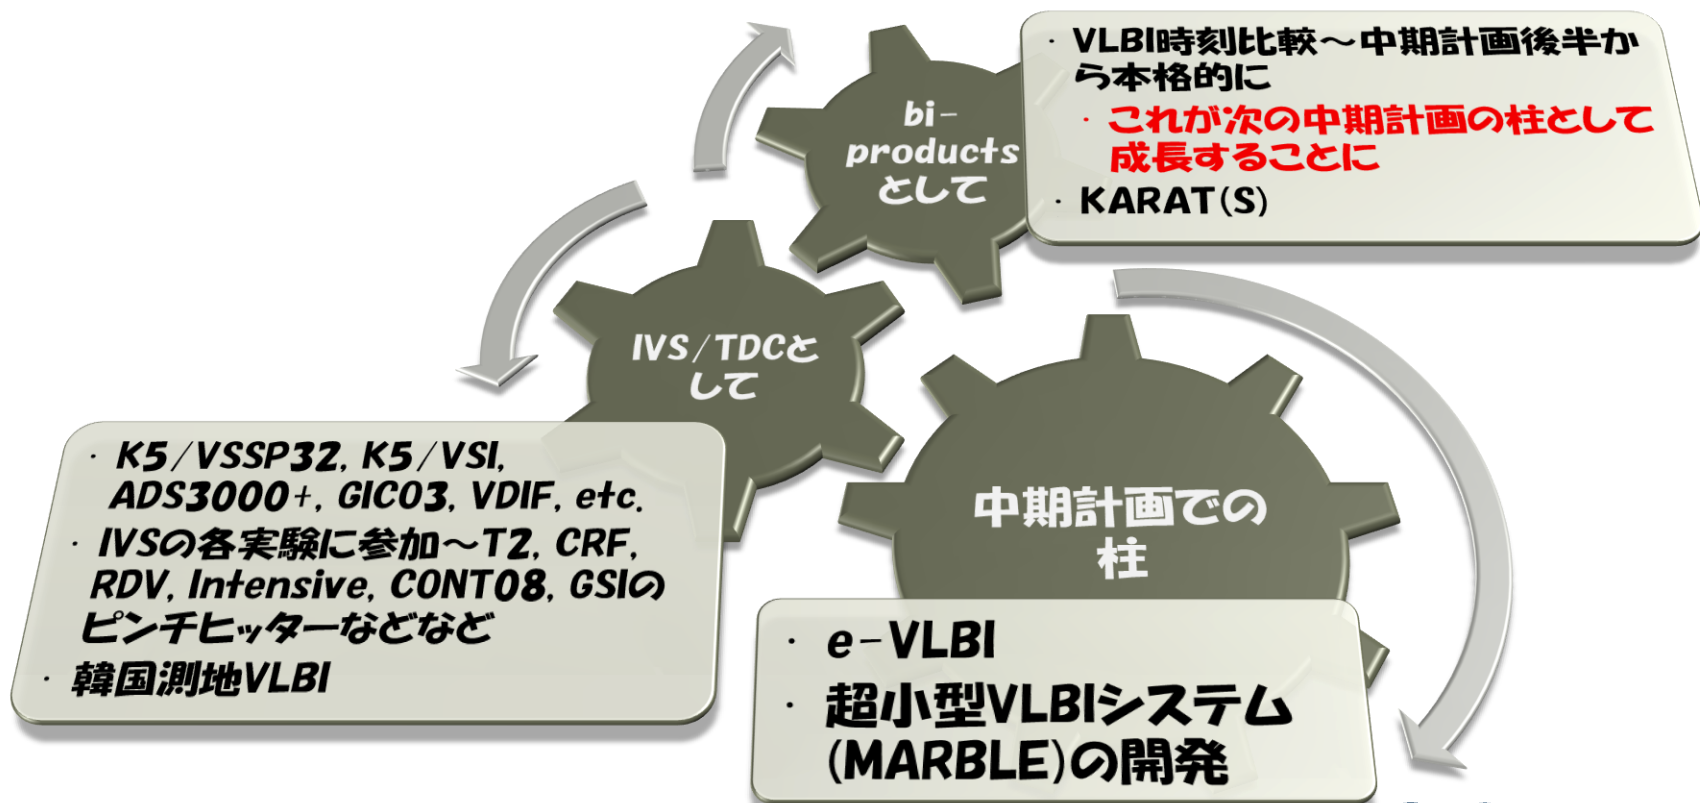 bi-
products
として
・VLBI時刻比較～中期計画後半か
ら本格的に
・これが次の中期計画の柱として
成長することに
・KARAT(S)
IVS/TDCと
して
・K5/VSSP32, K5/VSI,
ADS3000+, GICO3, VDIF, etc.
・IVSの各実験に参加～T2, CRF,
RDV, Intensive, CONT08, GSIの
ピンチヒッターなどなど
・韓国測地VLBI
中期計画での
柱
・e-VLBI
・超小型VLBIシステム
(MARBLE)の開発